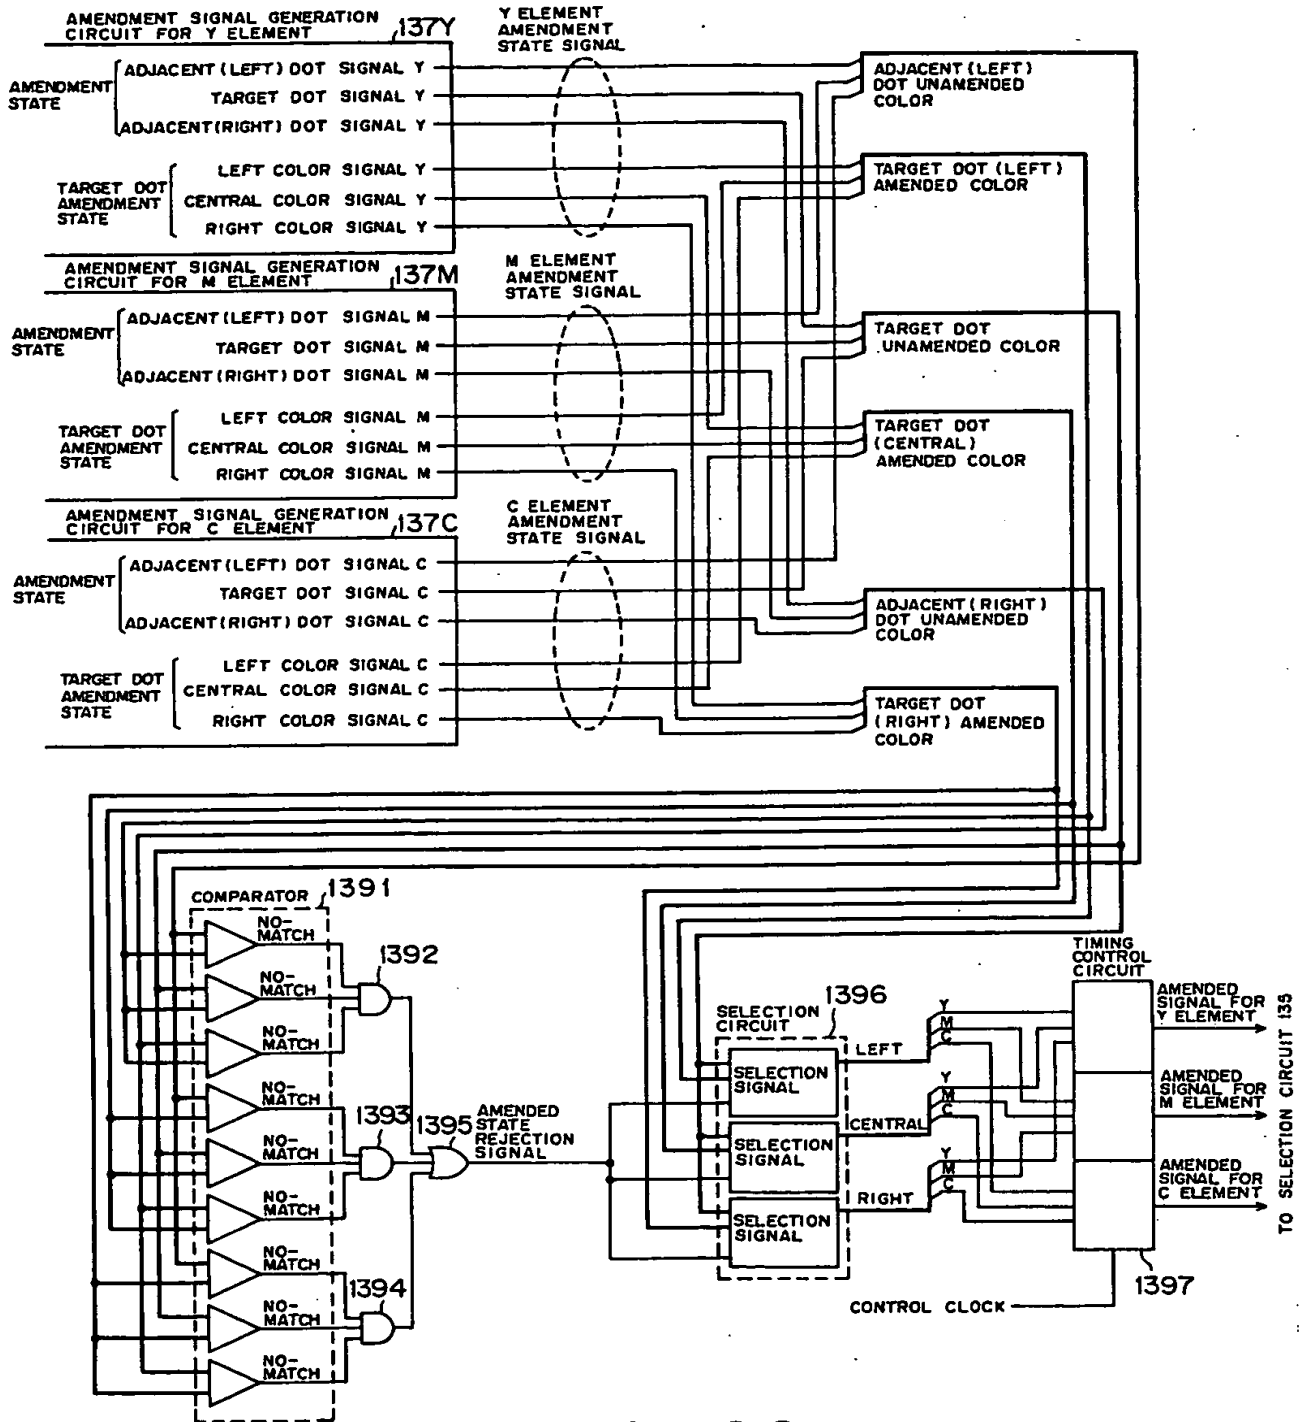 AMENDMENT SIGNAL GENERATION
CIRCUIT FOR Y ELEMENT
137Y
Y ELEMENT
AMENDMENT
STATE SIGNAL
AMENDMENT
STATE
ADJACENT (LEFT) DOT SIGNAL Y
TARGET DOT SIGNAL Y
ADJACENT (RIGHT) DOT SIGNAL Y
TARGET DOT
AMENDMENT
STATE
LEFT COLOR SIGNAL Y
CENTRAL COLOR SIGNAL Y
RIGHT COLOR SIGNAL Y
ADJACENT (LEFT)
DOT UNAMENDED
COLOR
TARGET DOT (LEFT)
AMENDED COLOR
AMENDMENT SIGNAL GENERATION
CIRCUIT FOR M ELEMENT
137M
M ELEMENT
AMENDMENT
STATE SIGNAL
AMENDMENT
STATE
ADJACENT (LEFT) DOT SIGNAL M
TARGET DOT SIGNAL M
ADJACENT (RIGHT) DOT SIGNAL M
TARGET DOT
AMENDMENT
STATE
LEFT COLOR SIGNAL M
CENTRAL COLOR SIGNAL M
RIGHT COLOR SIGNAL M
TARGET DOT
UNAMENDED COLOR
TARGET DOT
(CENTRAL)
AMENDED COLOR
AMENDMENT SIGNAL GENERATION
CIRCUIT FOR C ELEMENT
137C
C ELEMENT
AMENDMENT
STATE SIGNAL
AMENDMENT
STATE
ADJACENT (LEFT) DOT SIGNAL C
TARGET DOT SIGNAL C
ADJACENT (RIGHT) DOT SIGNAL C
TARGET DOT
AMENDMENT
STATE
LEFT COLOR SIGNAL C
CENTRAL COLOR SIGNAL C
RIGHT COLOR SIGNAL C
ADJACENT (RIGHT)
DOT UNAMENDED
COLOR
TARGET DOT
(RIGHT) AMENDED
COLOR
COMPARATOR
1391
NO-
MATCH
NO-
MATCH
NO-
MATCH
NO-
MATCH
NO-
MATCH
NO-
MATCH
NO-
MATCH
NO-
MATCH
NO-
MATCH
1392
1393
1394
1395
AMENDED
STATE
REJECTION
SIGNAL
SELECTION
CIRCUIT
1396
SELECTION
SIGNAL
SELECTION
SIGNAL
SELECTION
SIGNAL
LEFT
CENTRAL
RIGHT
Y
M
C
Y
M
C
Y
M
C
TIMING
CONTROL
CIRCUIT
1397
CONTROL CLOCK
AMENDED
SIGNAL FOR
Y ELEMENT
AMENDED
SIGNAL FOR
M ELEMENT
AMENDED
SIGNAL FOR
C ELEMENT
TO SELECTION CIRCUIT 135